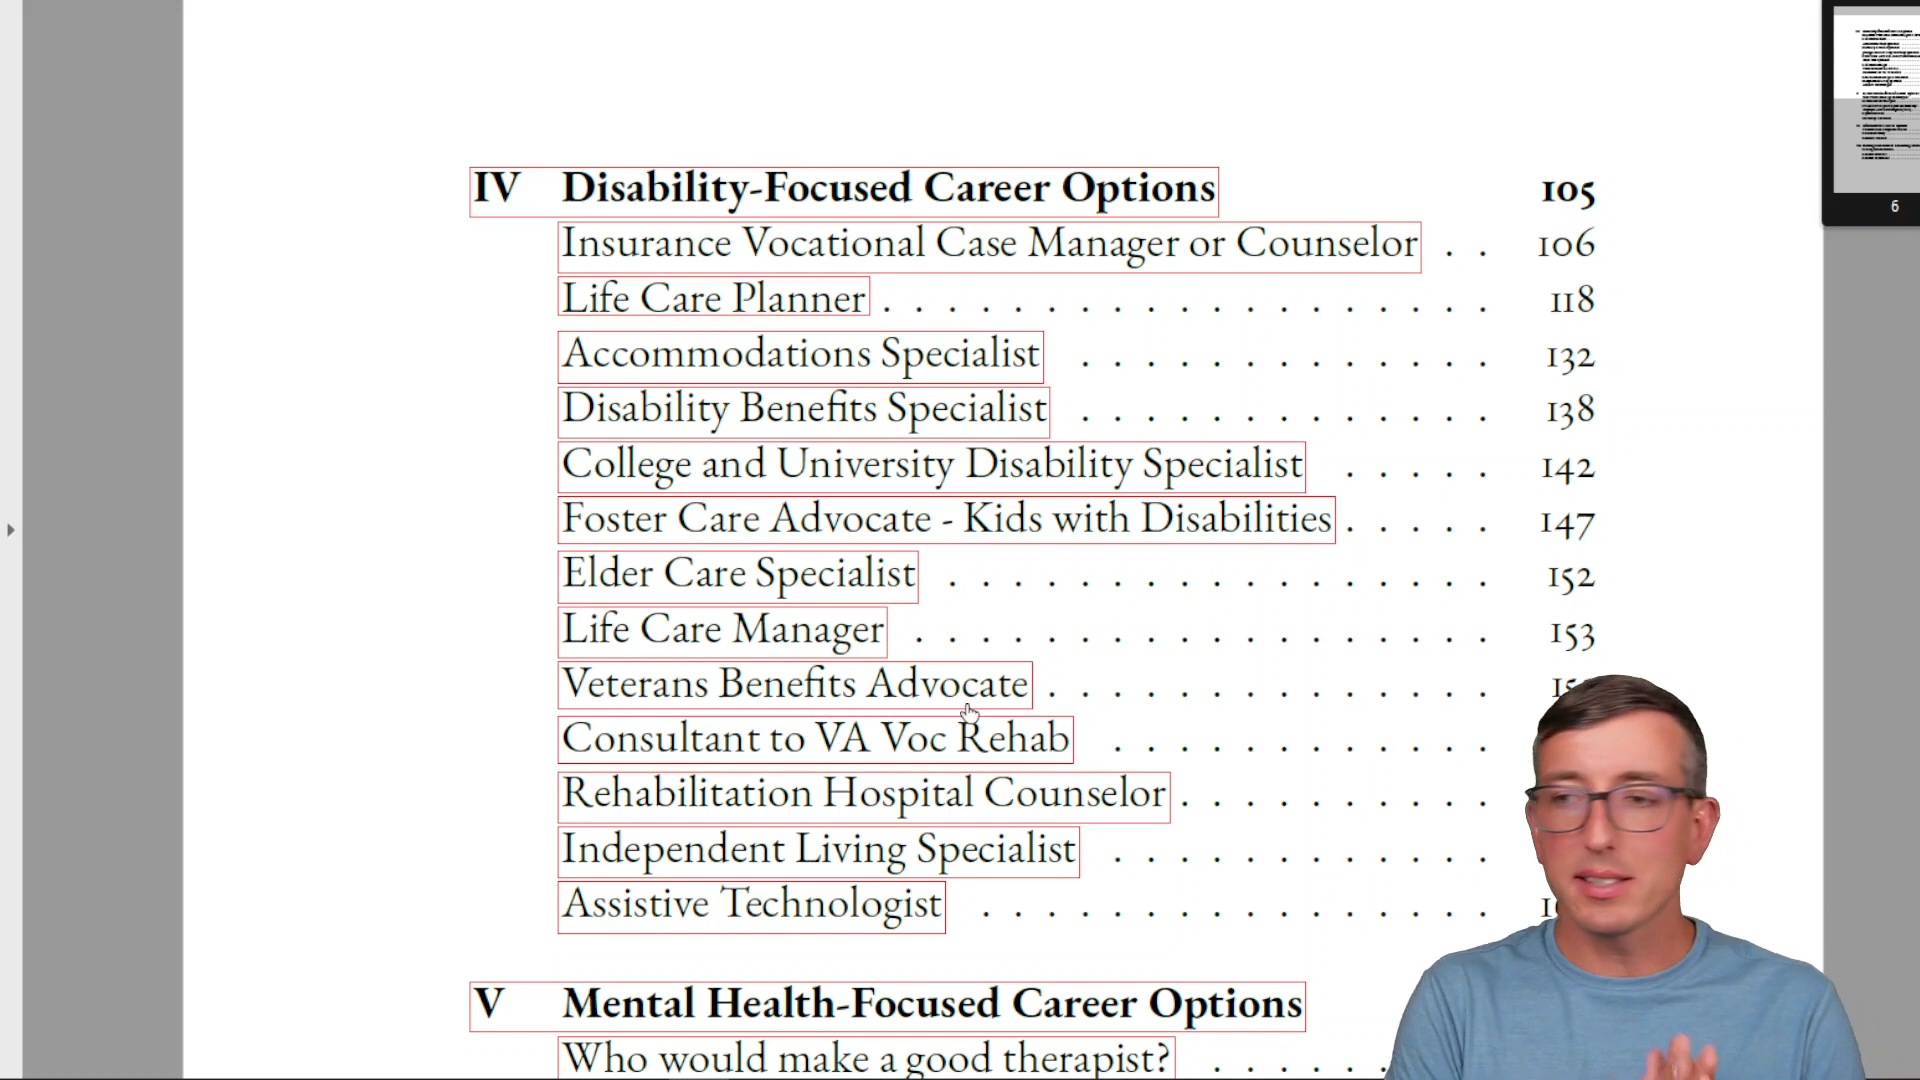 IV Disability-Focused Career Options 105
Insurance Vocational Case Manager or Counselor . . 106
Life Care Planner . . . . . . . . . . . . . . . . . . . 118
Accommodations Specialist . . . . . . . . . . . . . 132
Disability Benefits Specialist . . . . . . . . . . . . . 138
College and University Disability Specialist . . . . . 142
Foster Care Advocate - Kids with Disabilities . . . . . 147
Elder Care Specialist . . . . . . . . . . . . . . . . . 152
Life Care Manager . . . . . . . . . . . . . . . . . . 153
Veterans Benefits Advocate . . . . . . . . . . . . . .
Consultant to VA Voc Rehab . . . . . . . . . . . .
Rehabilitation Hospital Counselor . . . . . . . . . .
Independent Living Specialist . . . . . . . . . . . .
Assistive Technologist . . . . . . . . . . . . . . . .
V Mental Health-Focused Career Options
Who would make a good therapist? . . . . . .
6